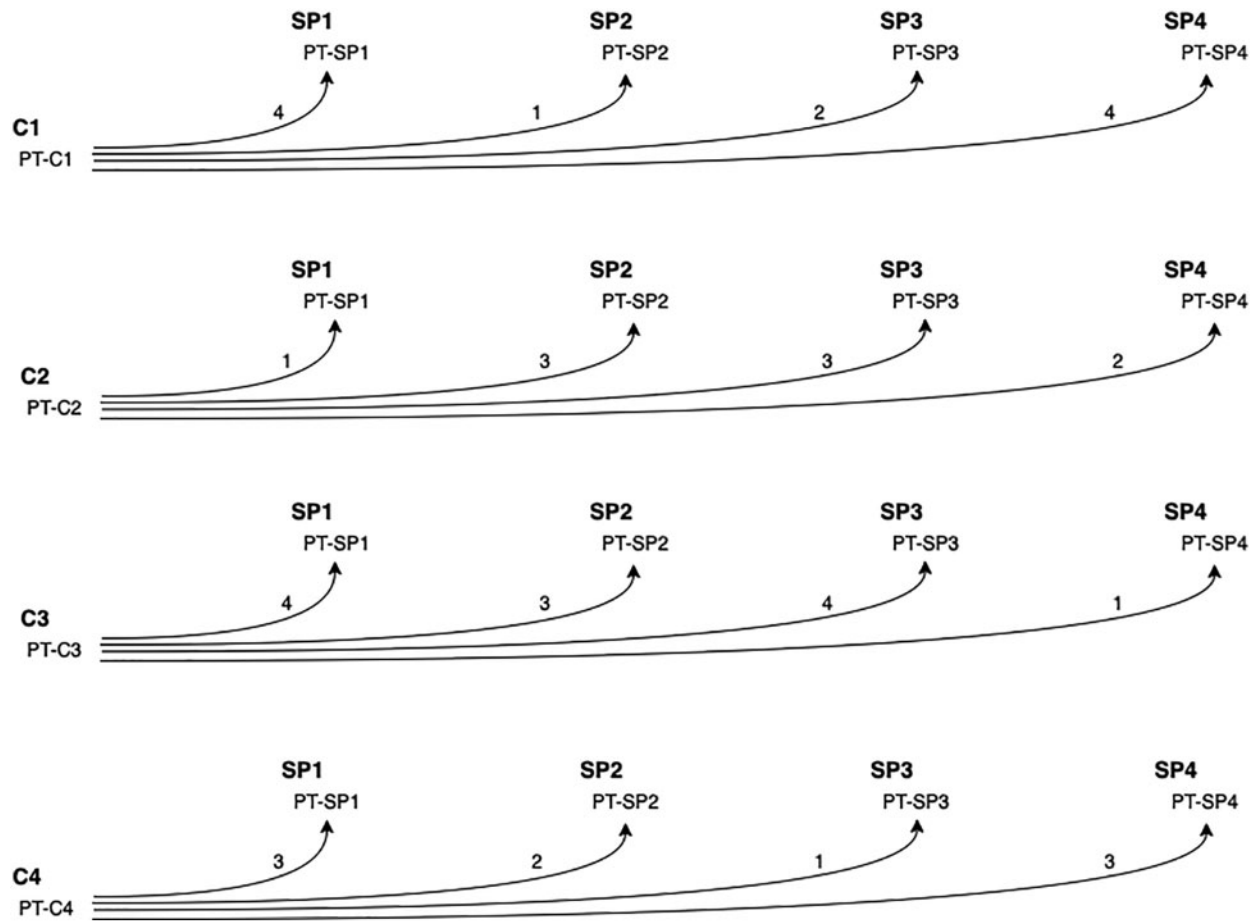 SP1 SP2 SP3 SP4
PT-SP1 PT-SP2 PT-SP3 PT-SP4
4 1 2 4
C1
PT-C1
SP1 SP2 SP3 SP4
PT-SP1 PT-SP2 PT-SP3 PT-SP4
1 3 3 2
C2
PT-C2
SP1 SP2 SP3 SP4
PT-SP1 PT-SP2 PT-SP3 PT-SP4
4 3 4 1
C3
PT-C3
SP1 SP2 SP3 SP4
PT-SP1 PT-SP2 PT-SP3 PT-SP4
3 2 1 3
C4
PT-C4